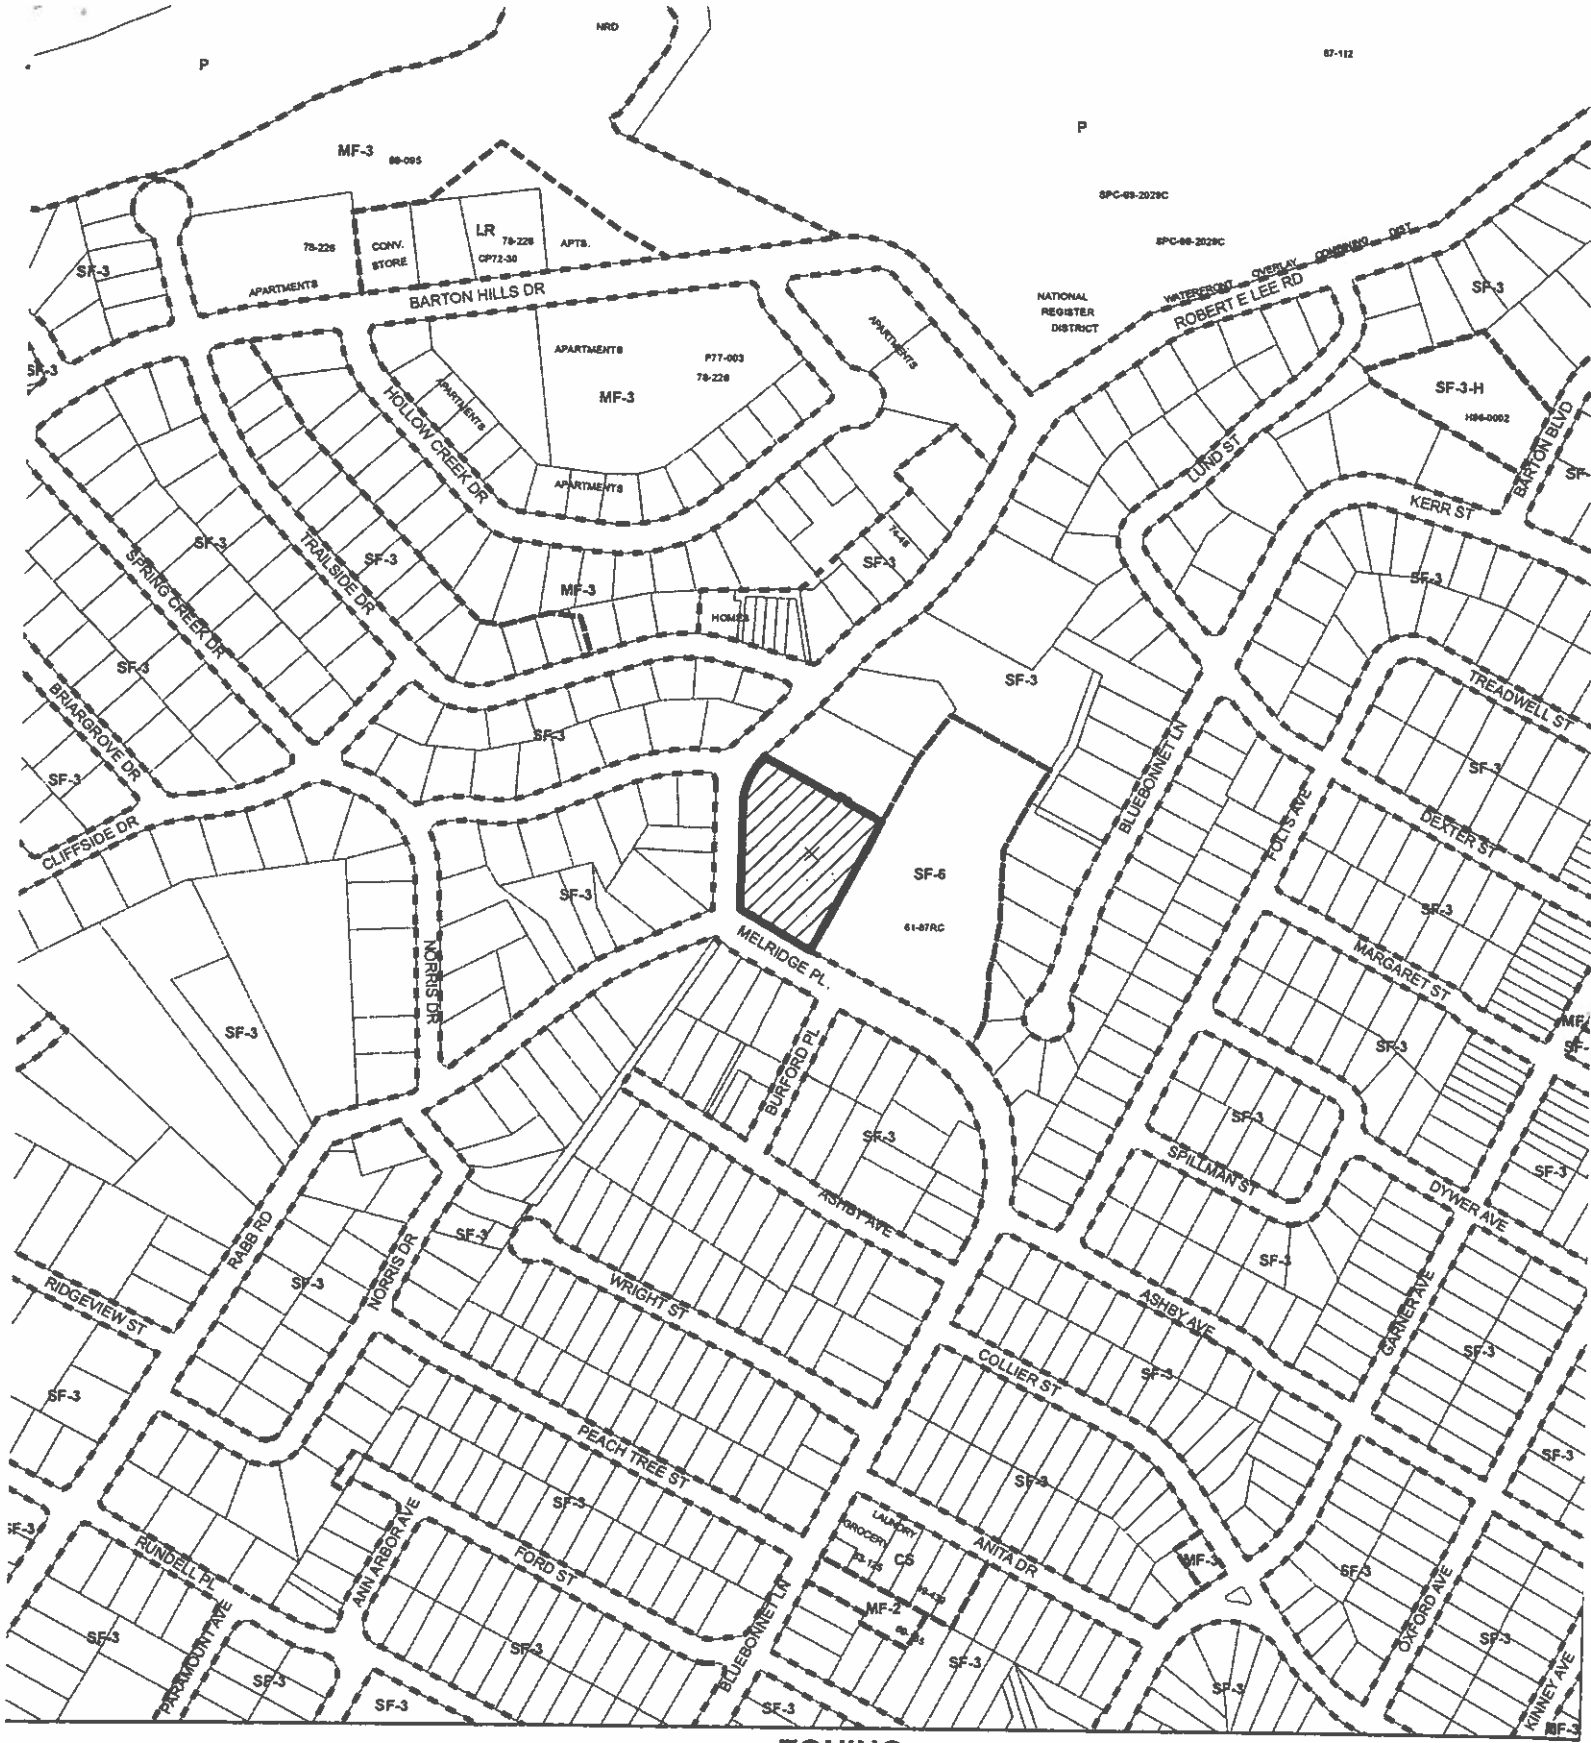 NRD
87-112
P
P
MF-3
SPC-
LR
78-226
78-226
CONV.
STORE
APTS.
CP72-30
SF-3
APARTMENTS
BARTON HILLS DR
WATERFRONT OVERLAY COMBINING DIST.
ROBERT E LEE RD
NATIONAL
REGISTER
DISTRICT
SF-3
APARTMENTS
APARTMENTS
P77-003
78-226
MF-3
SF-3
APARTMENTS
HOLLOW CREEK DR
SF-3-H
BARTON BLVD
LUND ST
SF-
APARTMENTS
KERR ST
SF-3
TRAILSIDE DR
SF-3
SPRING CREEK DR
SF-3
MF-3
SF-3
HOMES
SF-3
SF-3
TREADWELL ST
BRIARGROVE DR
SF-3
BLUEBONNET LN
SF-3
SF-3
FOLTS AVE
DEXTER ST
CLIFFSIDE DR
SF-6
SF-3
SF-3
61-87RC
MELRIDGE PL.
NORRIS DR
MARGARET ST
SF-3
MF-
SF-
SF-3
BURFORD PL
SF-3
SF-3
SPILLMAN ST
SF-3
DYWER AVE
ASHBY AVE
RABB RD
SF-3
SF-3
NORRIS DR
SF-3
RIDGEVIEW ST
WRIGHT ST
ASHBY AVE
GARNER AVE
SF-3
COLLIER ST
SF-3
SF-3
PEACH TREE ST
SF-3
SF-3
SF-3
SF-3
ANN ARBOR AVE
LAUNDRY
GROCERY
CS
ANITA DR
MF-3
RUNDELL PL
FORD ST
SF-3
OXFORD AVE
BLUEBONNET LN
MF-2
PARAMOUNT AVE
SF-3
SF-3
SF-3
SF-3
SF-3
SF-3
SF-3
SF-3
KINNEY AVE
MF-3